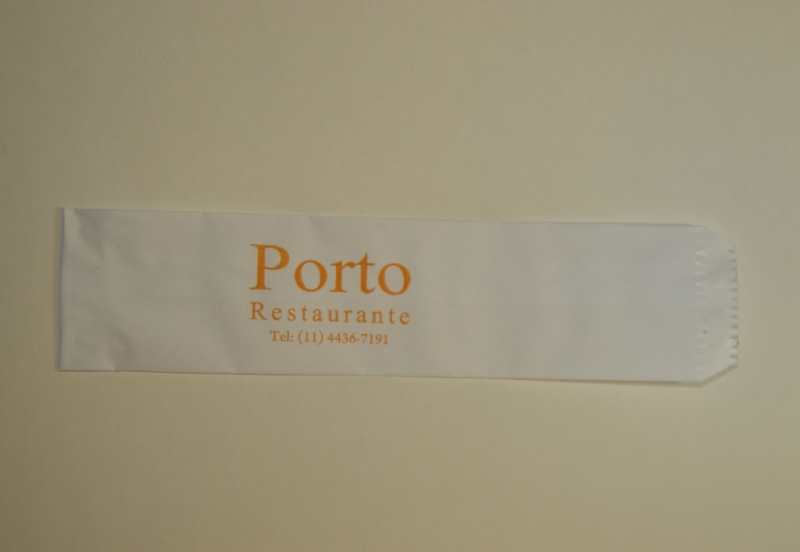 Porto
Restaurante
Tel: (11) 4436-7191